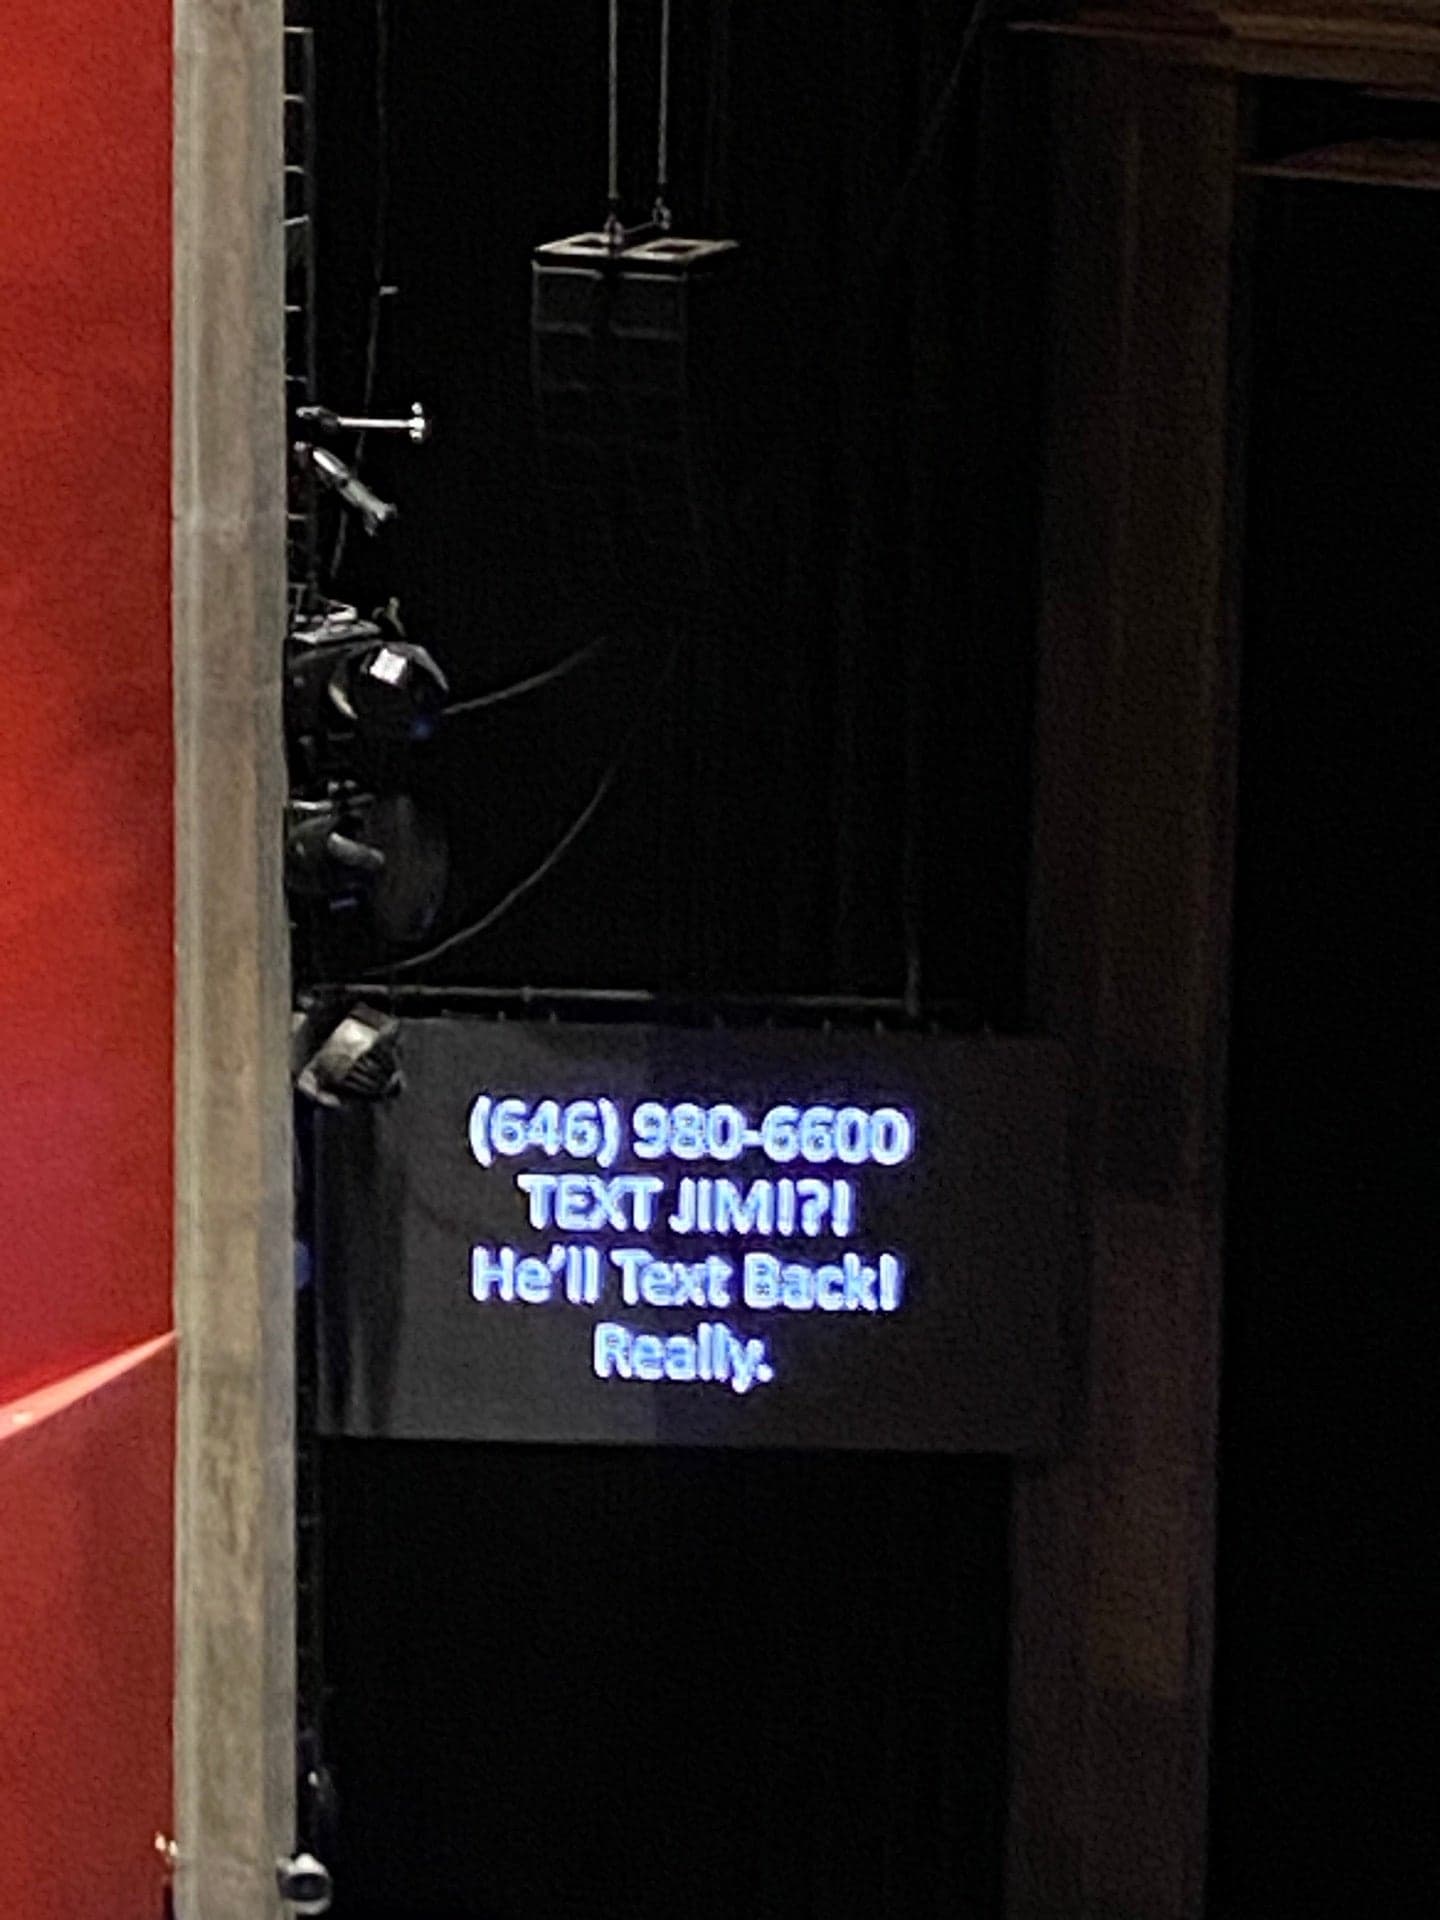 (646) 980-6600
TEXT JIMI?!
He'll Text Back!
Really.